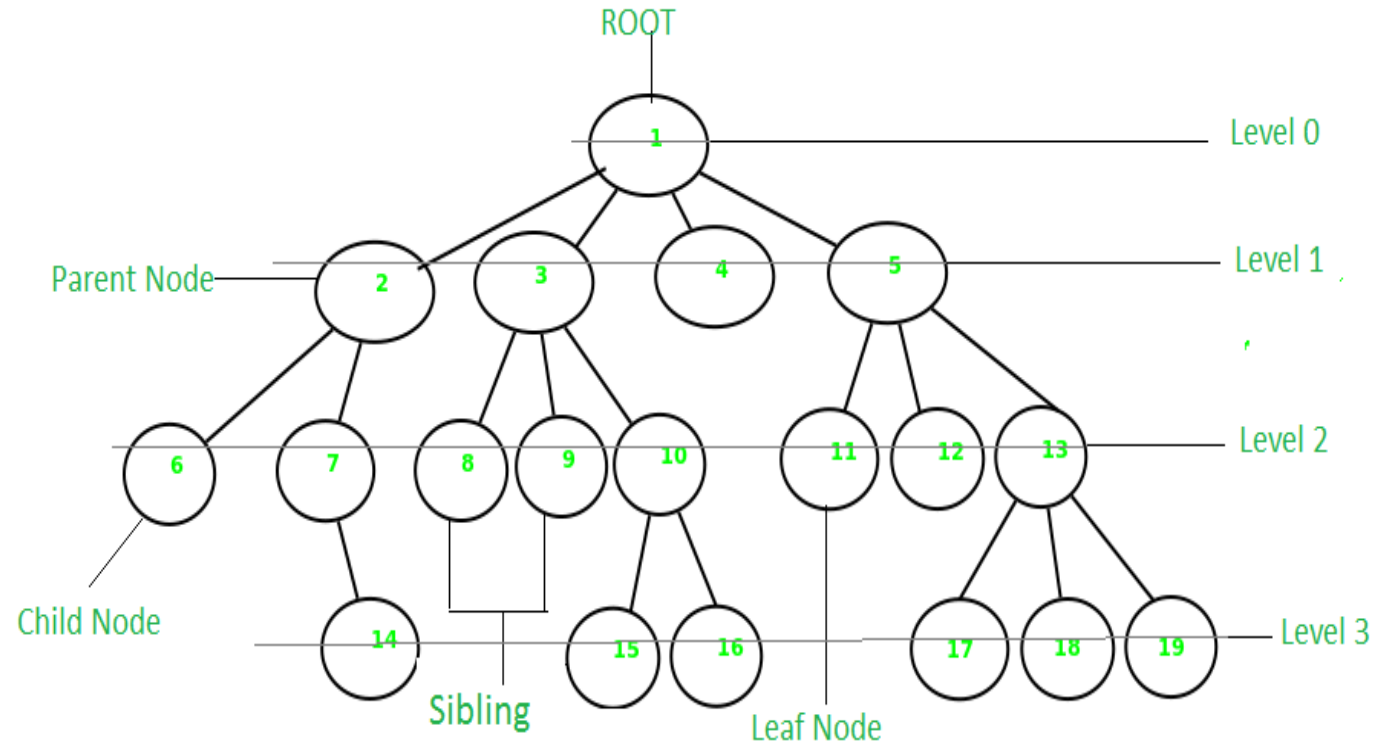 ROOT
1
Level 0
Parent Node
2
3
4
5
Level 1
6
7
8
9
10
11
12
13
Level 2
Child Node
14
15
16
17
18
19
Level 3
Sibling
Leaf Node